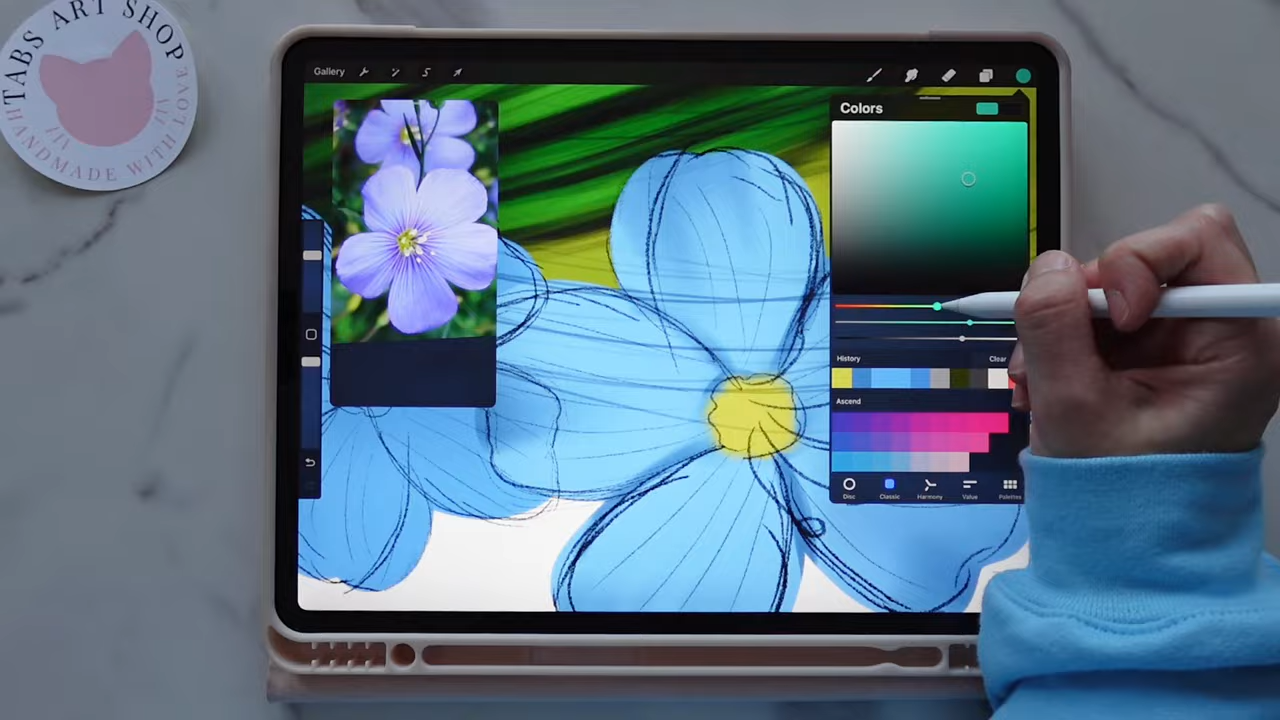 TABS ART SHOP
HANDMADE WITH LOVE
Gallery
Colors
History
Clear
Ascend
Disc
Classic
Harmony
Value
Palettes